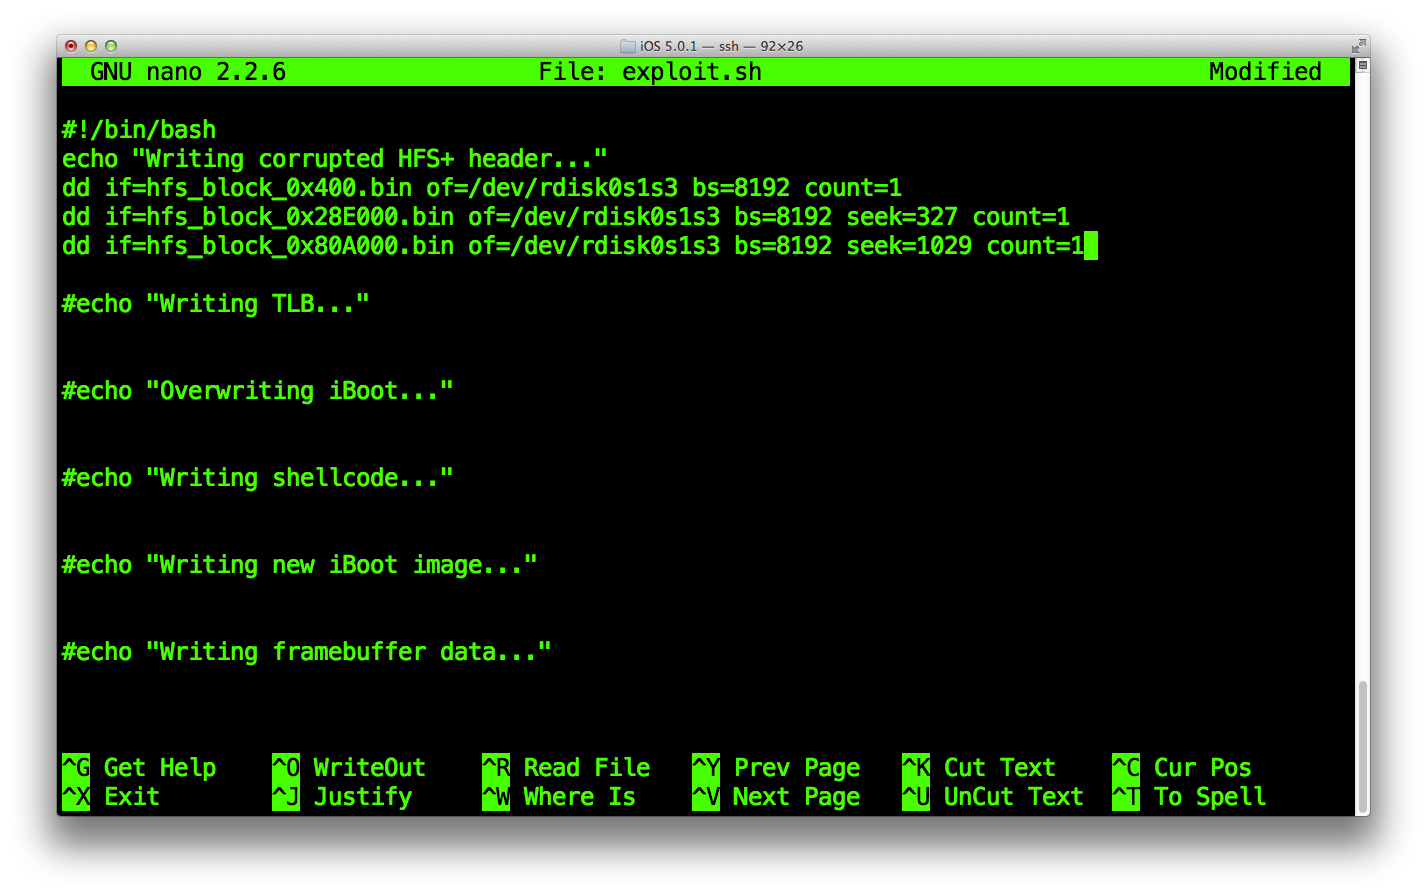 iOS 5.0.1 — ssh — 92×26
GNU nano 2.2.6 File: exploit.sh Modified
#!/bin/bash
echo "Writing corrupted HFS+ header..."
dd if=hfs_block_0x400.bin of=/dev/rdisk0s1s3 bs=8192 count=1
dd if=hfs_block_0x28E000.bin of=/dev/rdisk0s1s3 bs=8192 seek=327 count=1
dd if=hfs_block_0x80A000.bin of=/dev/rdisk0s1s3 bs=8192 seek=1029 count=1
#echo "Writing TLB..."
#echo "Overwriting iBoot..."
#echo "Writing shellcode..."
#echo "Writing new iBoot image..."
#echo "Writing framebuffer data..."
^G Get Help ^O WriteOut ^R Read File ^Y Prev Page ^K Cut Text ^C Cur Pos
^X Exit ^J Justify ^W Where Is ^V Next Page ^U UnCut Text ^T To Spell